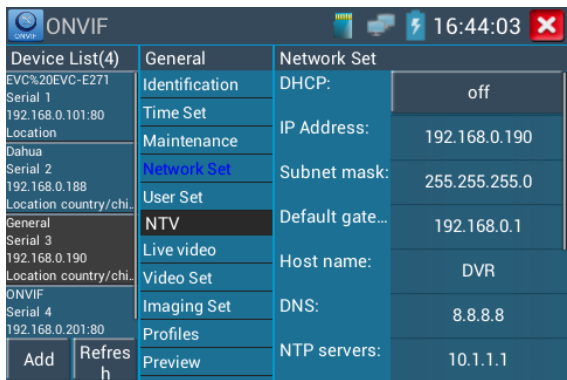 ONVIF
ONVIF
16:44:03
Device List(4)
EVC%20EVC-E271
Serial 1
192.168.0.101:80
Location
Dahua
Serial 2
192.168.0.188
Location country/chi..
General
Serial 3
192.168.0.190
Location country/chi..
ONVIF
Serial 4
192.168.0.201:80
Add
Refres
h
General
Identification
Time Set
Maintenance
Network Set
User Set
NTV
Live video
Video Set
Imaging Set
Profiles
Preview
Network Set
DHCP: off
IP Address: 192.168.0.190
Subnet mask: 255.255.255.0
Default gate... 192.168.0.1
Host name: DVR
DNS: 8.8.8.8
NTP servers: 10.1.1.1